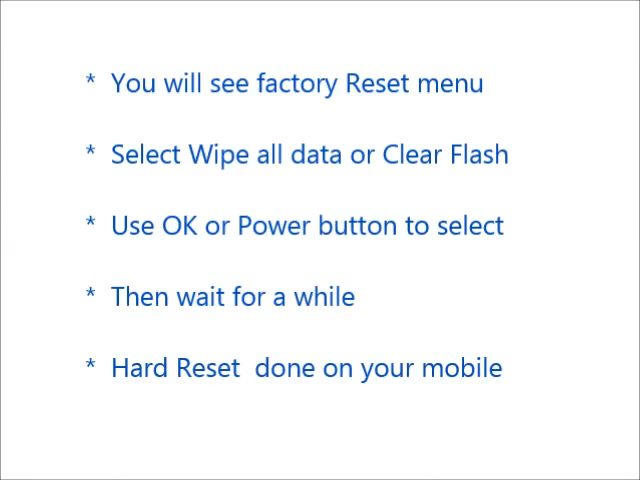 * You will see factory Reset menu
* Select Wipe all data or Clear Flash
* Use OK or Power button to select
* Then wait for a while
* Hard Reset  done on your mobile